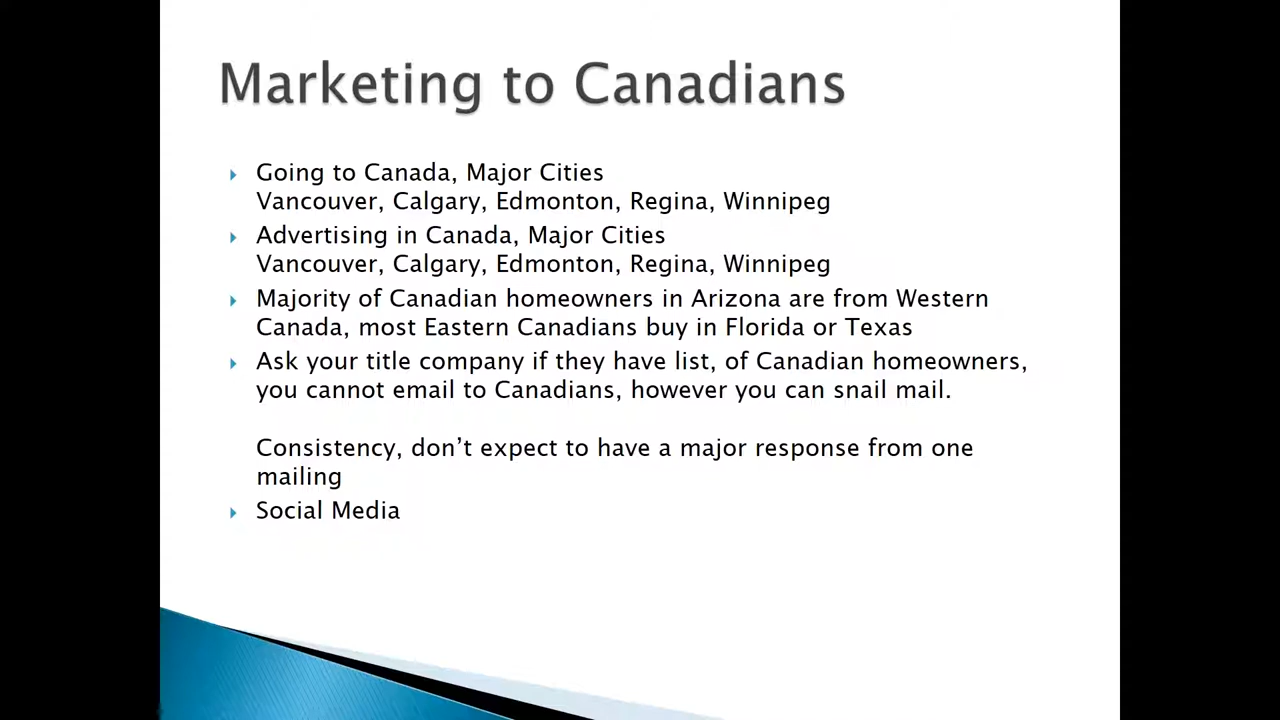 Marketing to Canadians
Going to Canada, Major Cities
Vancouver, Calgary, Edmonton, Regina, Winnipeg
Advertising in Canada, Major Cities
Vancouver, Calgary, Edmonton, Regina, Winnipeg
Majority of Canadian homeowners in Arizona are from Western
Canada, most Eastern Canadians buy in Florida or Texas
Ask your title company if they have list, of Canadian homeowners,
you cannot email to Canadians, however you can snail mail.
Consistency, don’t expect to have a major response from one
mailing
Social Media